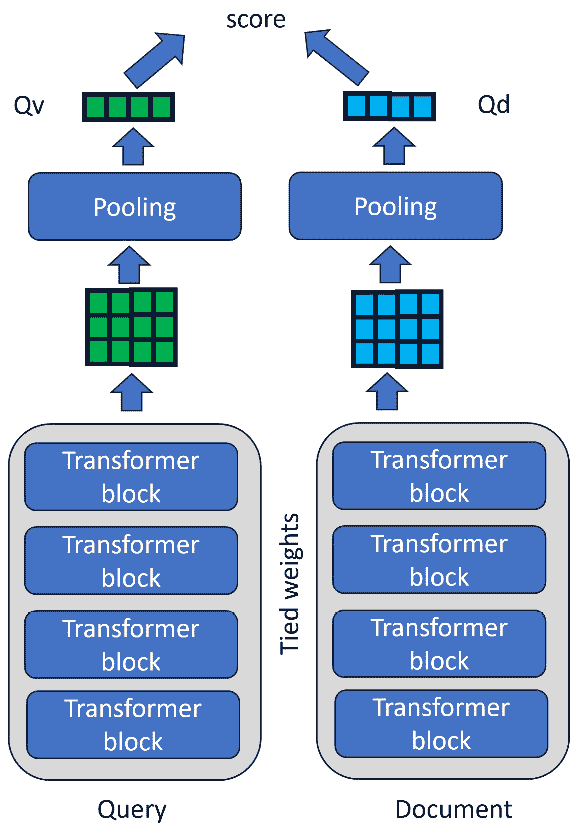 score
Qv
Qd
Pooling
Pooling
Transformer
block
Transformer
block
Transformer
block
Transformer
block
Tied weights
Transformer
block
Transformer
block
Transformer
block
Transformer
block
Query
Document